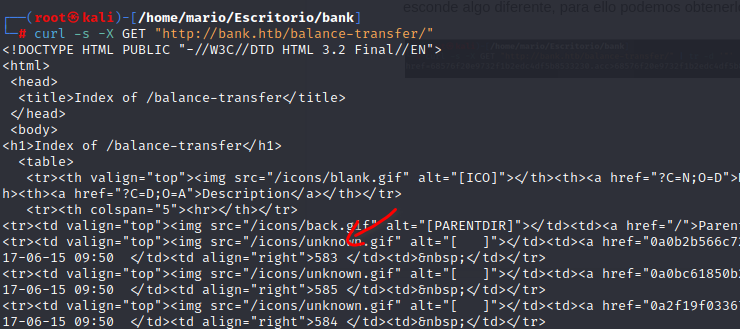 esconde algo diferente, para ello podemos obtenerlo
┌──(root㉿kali)-[/home/mario/Escritorio/bank]
└─# curl -s -X GET "http://bank.htb/balance-transfer/"
<!DOCTYPE HTML PUBLIC "-//W3C//DTD HTML 3.2 Final//EN">
<html>
 <head>
  <title>Index of /balance-transfer</title>
 </head>
 <body>
<h1>Index of /balance-transfer</h1>
  <table>
   <tr><th valign="top"><img src="/icons/blank.gif" alt="[ICO]"></th><th><a href="?C=N;O=D">
h><th><a href="?C=D;O=A">Description</a></th></tr>
   <tr><th colspan="5"><hr></th></tr>
<tr><td valign="top"><img src="/icons/back.gif" alt="[PARENTDIR]"></td><td><a href="/">Paren
<tr><td valign="top"><img src="/icons/unknown.gif" alt="[   ]"></td><td><a href="0a0b2b566c7
17-06-15 09:50  </td><td align="right">583 </td><td>&nbsp;</td></tr>
<tr><td valign="top"><img src="/icons/unknown.gif" alt="[   ]"></td><td><a href="0a0bc61850b
17-06-15 09:50  </td><td align="right">585 </td><td>&nbsp;</td></tr>
<tr><td valign="top"><img src="/icons/unknown.gif" alt="[   ]"></td><td><a href="0a2f19f0336
17-06-15 09:50  </td><td align="right">584 </td><td>&nbsp;</td></tr>